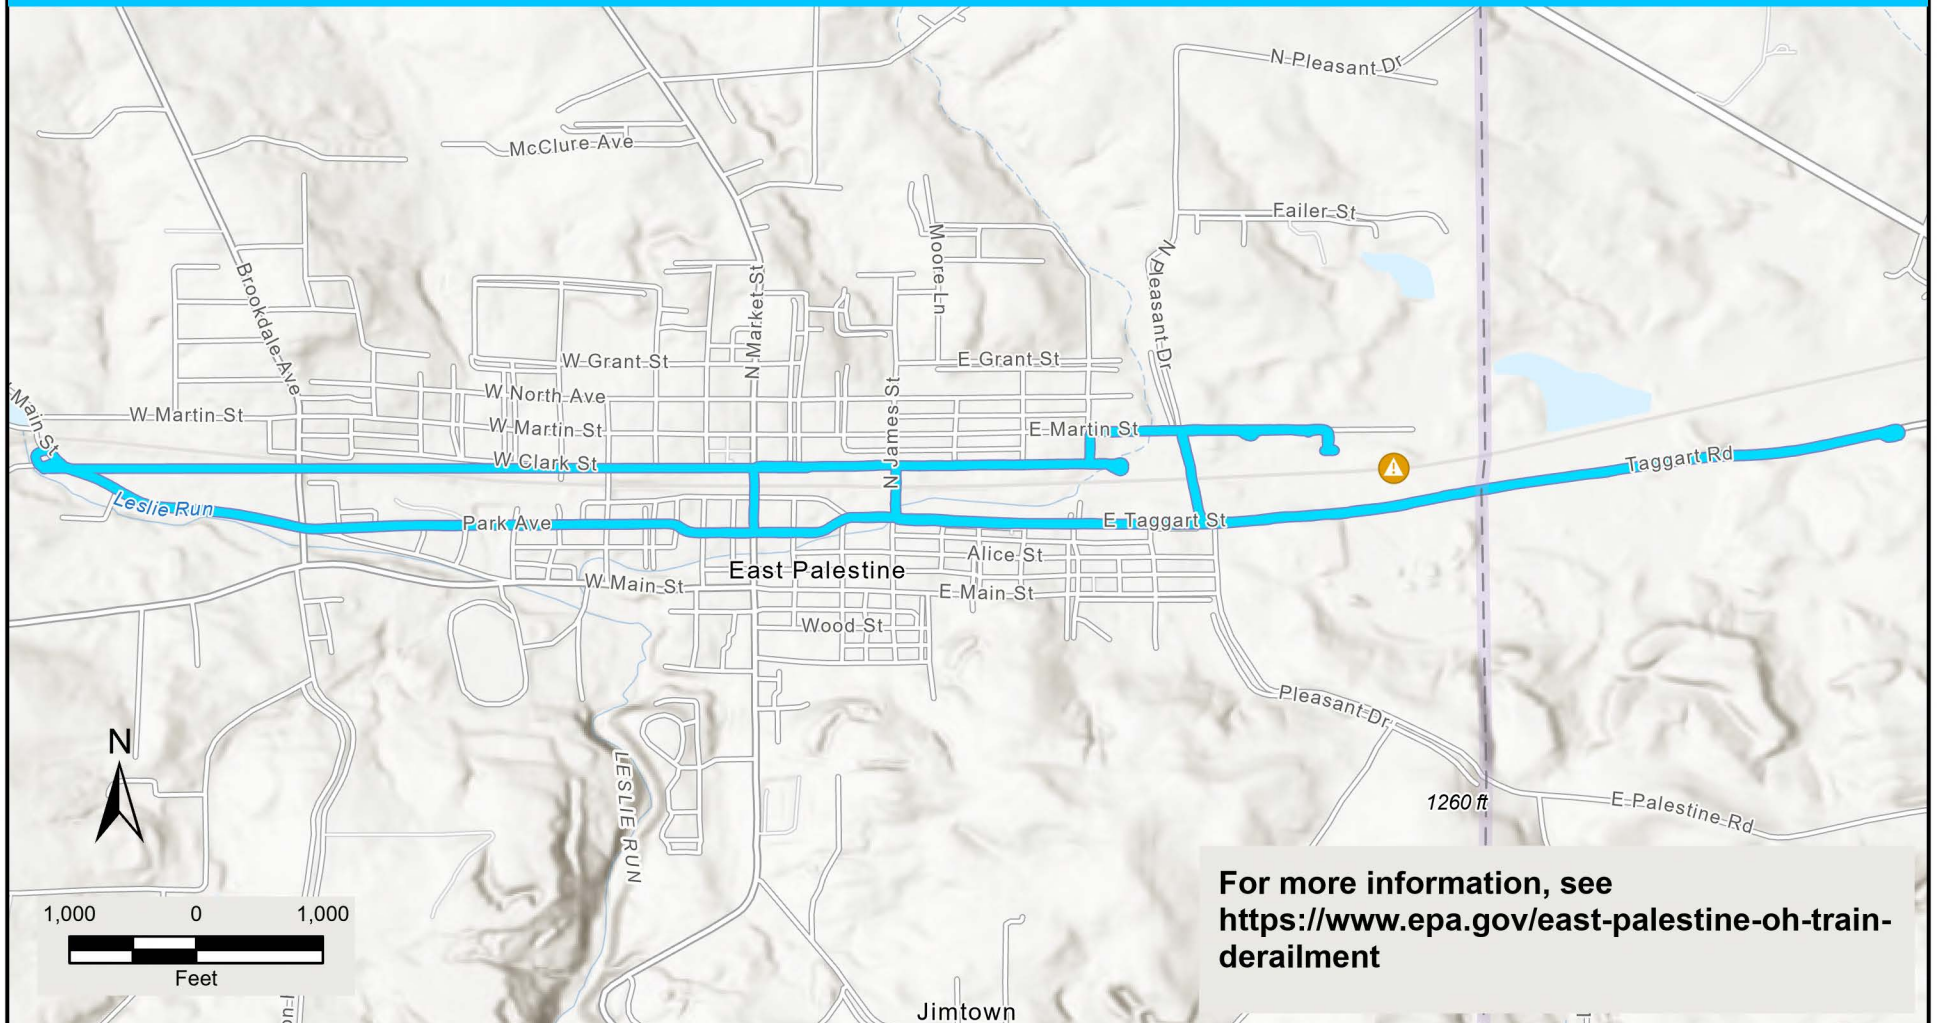 N Pleasant Dr
McClure Ave
Failer St
N Pleasant Dr
Moore Ln
Brookdale Ave
N Market St
W Grant St
E Grant St
W North Ave
N James St
Main St
W Martin St
W Martin St
E Martin St
W Clark St
Taggart Rd
Leslie Run
Park Ave
E Taggart St
Alice St
East Palestine
W Main St
E Main St
Wood St
Pleasant Dr
N
LESLIE RUN
1260 ft
E Palestine Rd
For more information, see
https://www.epa.gov/east-palestine-oh-train-
derailment
1,000 0 1,000
Feet
Jimtown